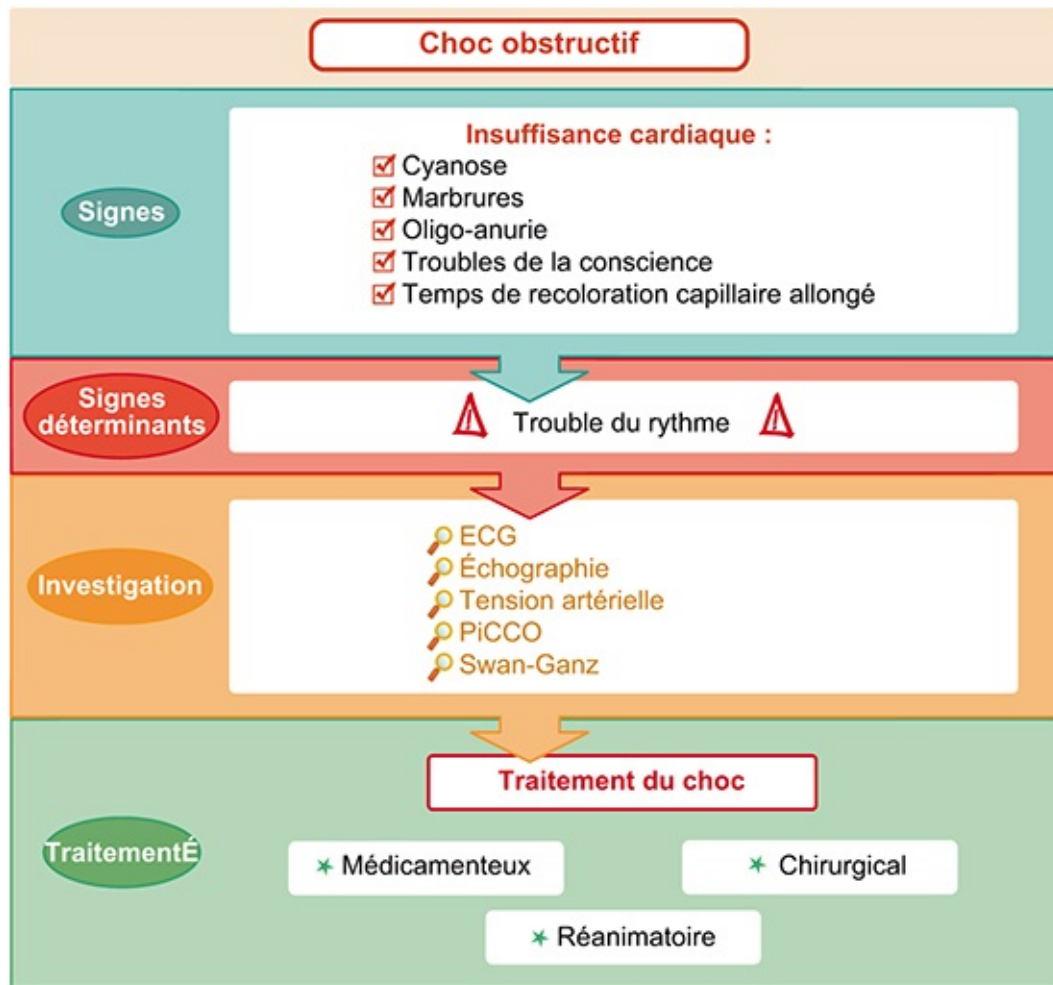 Choc obstructif
Insuffisance cardiaque :
Cyanose
Marbrures
Signes
Oligo-anurie
Troubles de la conscience
Temps de recoloration capillaire allongé
Signes
déterminants
Trouble du rythme
ECG
Échographie
Investigation
Tension artérielle
PiCCO
Swan-Ganz
Traitement du choc
TraitementÉ
Médicamenteux
Chirurgical
Réanimatoire